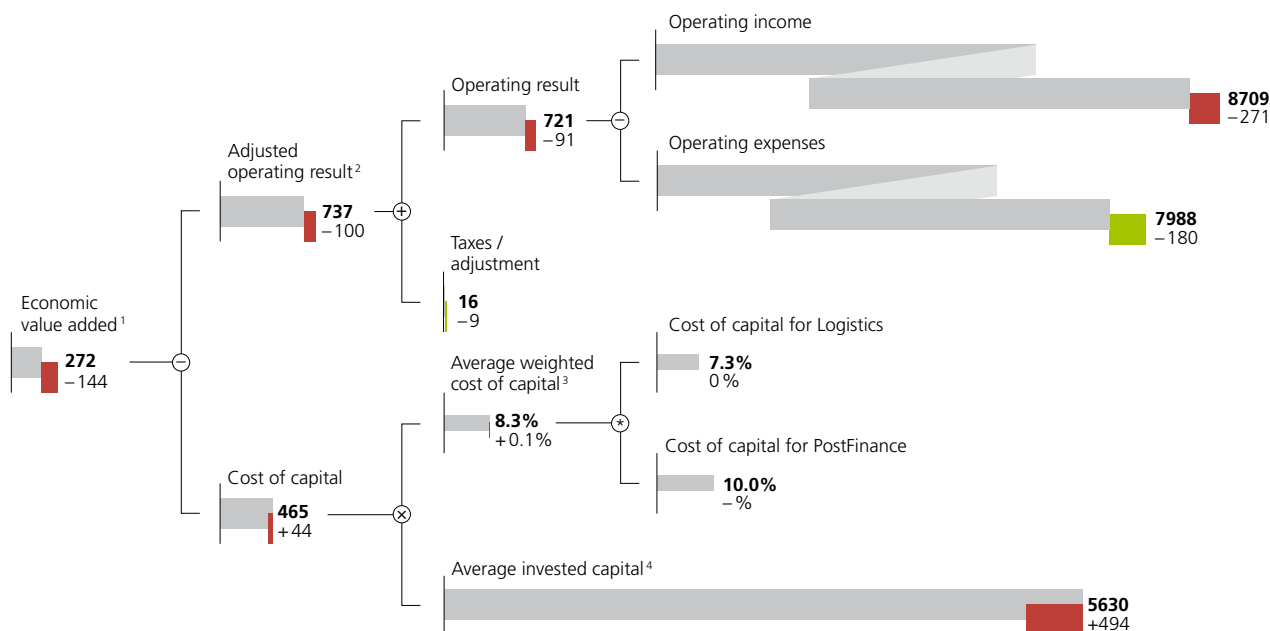 Operating income
8709
–271
Operating result
721
–91
−
Operating expenses
7988
–180
Adjusted
operating result 2
737
–100
+
Taxes /
adjustment
16
–9
Economic
value added 1
272
–144
−
Average weighted
cost of capital 3
8.3%
+0.1%
*
Cost of capital for Logistics
7.3%
0 %
Cost of capital for PostFinance
10.0%
– %
Cost of capital
465
+44
×
Average invested capital 4
5630
+494